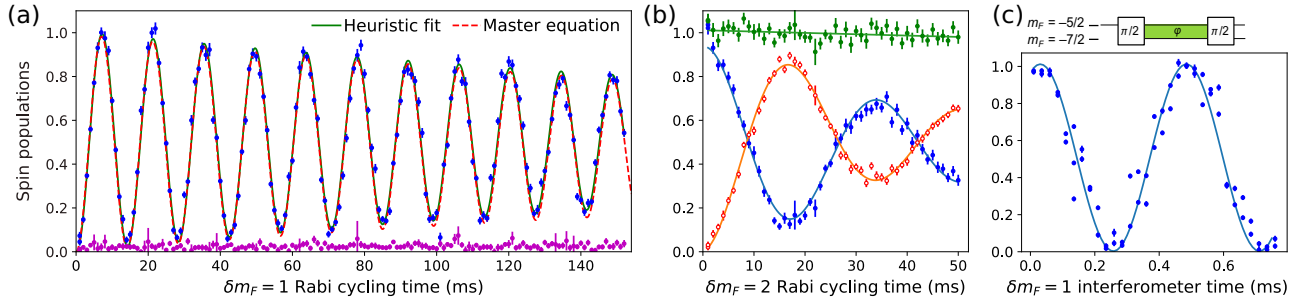 (a)
Heuristic fit
Master equation
Spin populations
1.0
0.8
0.6
0.4
0.2
0.0
0 20 40 60 80 100 120 140
δm_F = 1 Rabi cycling time (ms)
(b)
1.0
0.8
0.6
0.4
0.2
0.0
0 10 20 30 40 50
δm_F = 2 Rabi cycling time (ms)
(c)
m_F = −5/2
m_F = −7/2
π/2 φ π/2
1.0
0.8
0.6
0.4
0.2
0.0
0.0 0.2 0.4 0.6
δm_F = 1 interferometer time (ms)